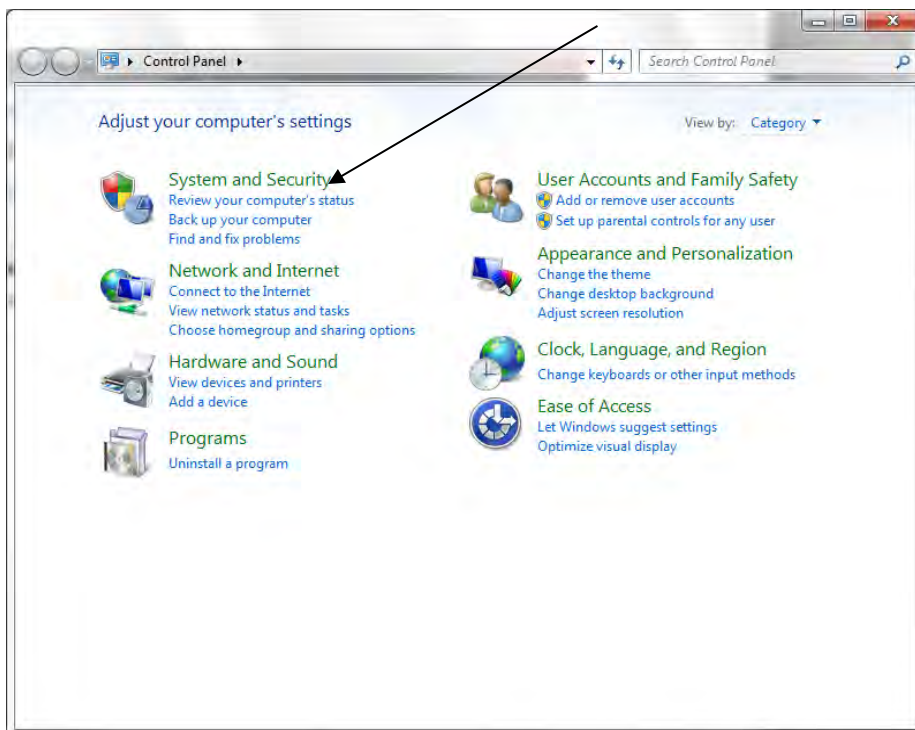 Control Panel
Search Control Panel
Adjust your computer's settings
View by: Category
System and Security
Review your computer's status
Back up your computer
Find and fix problems
Network and Internet
Connect to the Internet
View network status and tasks
Choose homegroup and sharing options
Hardware and Sound
View devices and printers
Add a device
Programs
Uninstall a program
User Accounts and Family Safety
Add or remove user accounts
Set up parental controls for any user
Appearance and Personalization
Change the theme
Change desktop background
Adjust screen resolution
Clock, Language, and Region
Change keyboards or other input methods
Ease of Access
Let Windows suggest settings
Optimize visual display